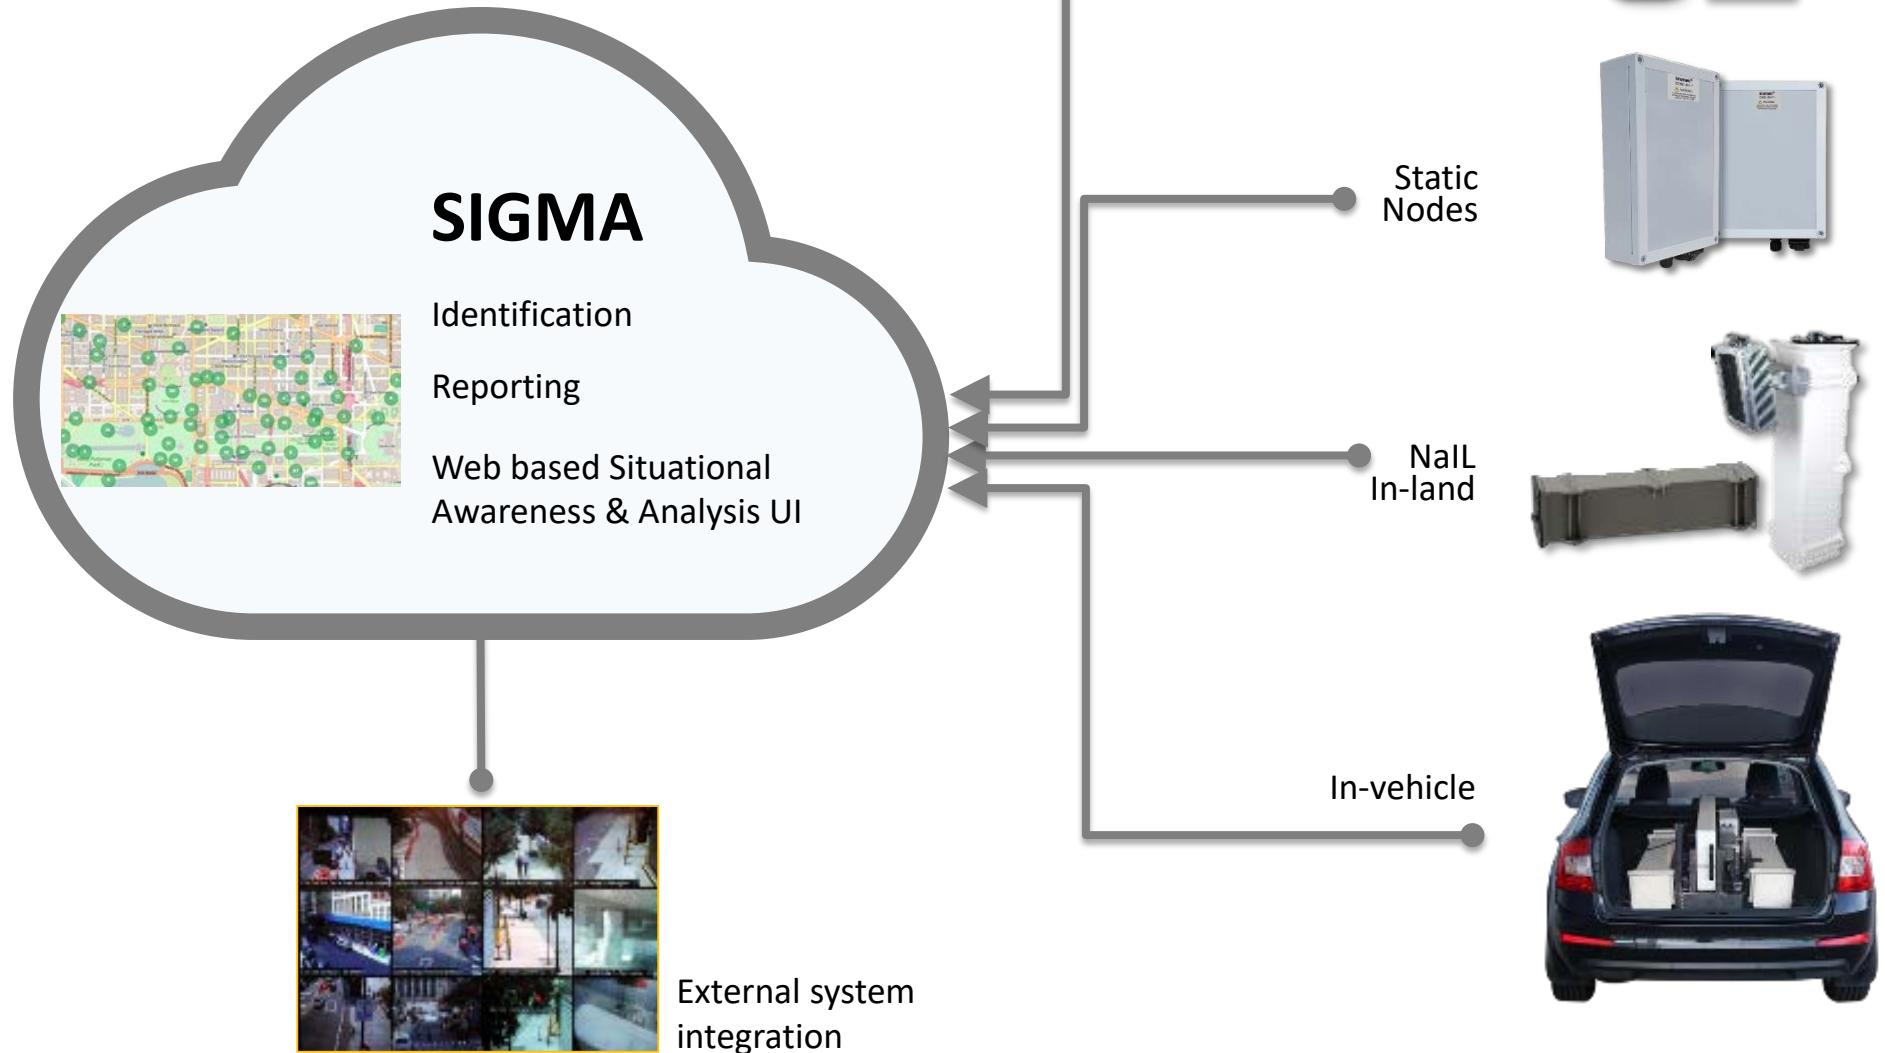 SIGMA
Identification
Reporting
Web based Situational
Awareness & Analysis UI
Static
Nodes
NaIL
In-land
In-vehicle
External system
integration